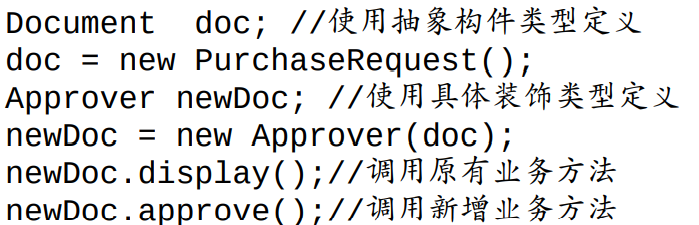 Document  doc; //使用抽象构件类型定义
doc = new PurchaseRequest();
Approver newDoc; //使用具体装饰类型定义
newDoc = new Approver(doc);
newDoc.display();//调用原有业务方法
newDoc.approve();//调用新增业务方法